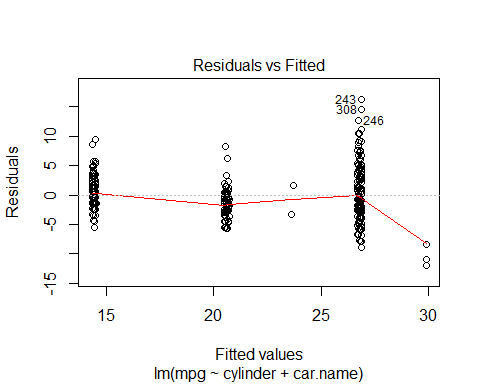 Residuals vs Fitted
243
308
246
10
5
0
-5
-15
Residuals
15 20 25 30
Fitted values
lm(mpg ~ cylinder + car.name)